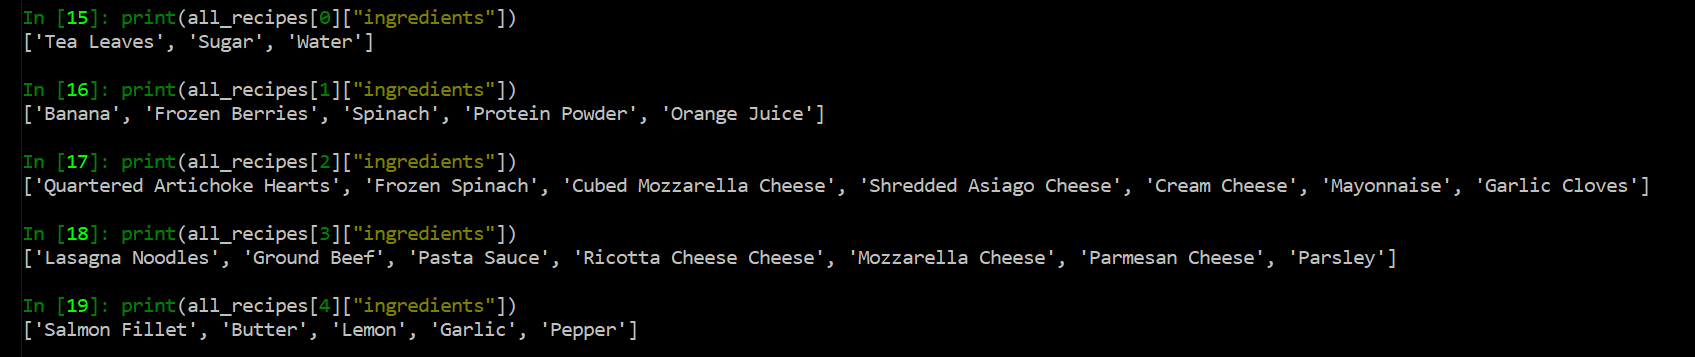 In [15]: print(all_recipes[0]["ingredients"])
['Tea Leaves', 'Sugar', 'Water']
In [16]: print(all_recipes[1]["ingredients"])
['Banana', 'Frozen Berries', 'Spinach', 'Protein Powder', 'Orange Juice']
In [17]: print(all_recipes[2]["ingredients"])
['Quartered Artichoke Hearts', 'Frozen Spinach', 'Cubed Mozzarella Cheese', 'Shredded Asiago Cheese', 'Cream Cheese', 'Mayonnaise', 'Garlic Cloves']
In [18]: print(all_recipes[3]["ingredients"])
['Lasagna Noodles', 'Ground Beef', 'Pasta Sauce', 'Ricotta Cheese Cheese', 'Mozzarella Cheese', 'Parmesan Cheese', 'Parsley']
In [19]: print(all_recipes[4]["ingredients"])
['Salmon Fillet', 'Butter', 'Lemon', 'Garlic', 'Pepper']